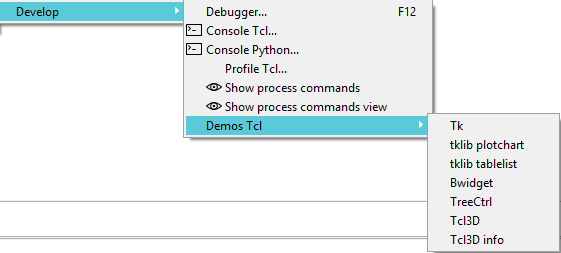 Develop
Debugger... F12
Console Tcl...
Console Python...
Profile Tcl...
Show process commands
Show process commands view
Demos Tcl
Tk
tklib plotchart
tklib tablelist
Bwidget
TreeCtrl
Tcl3D
Tcl3D info